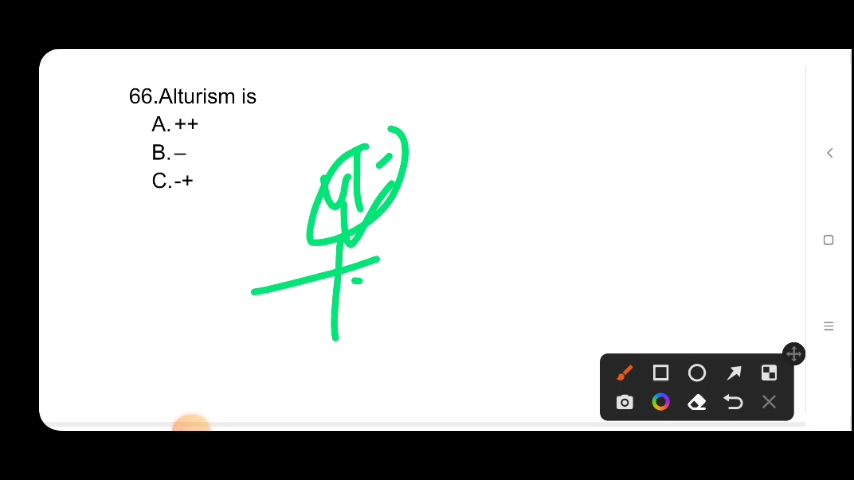 66.Alturism is
A. ++
B. –
C. -+